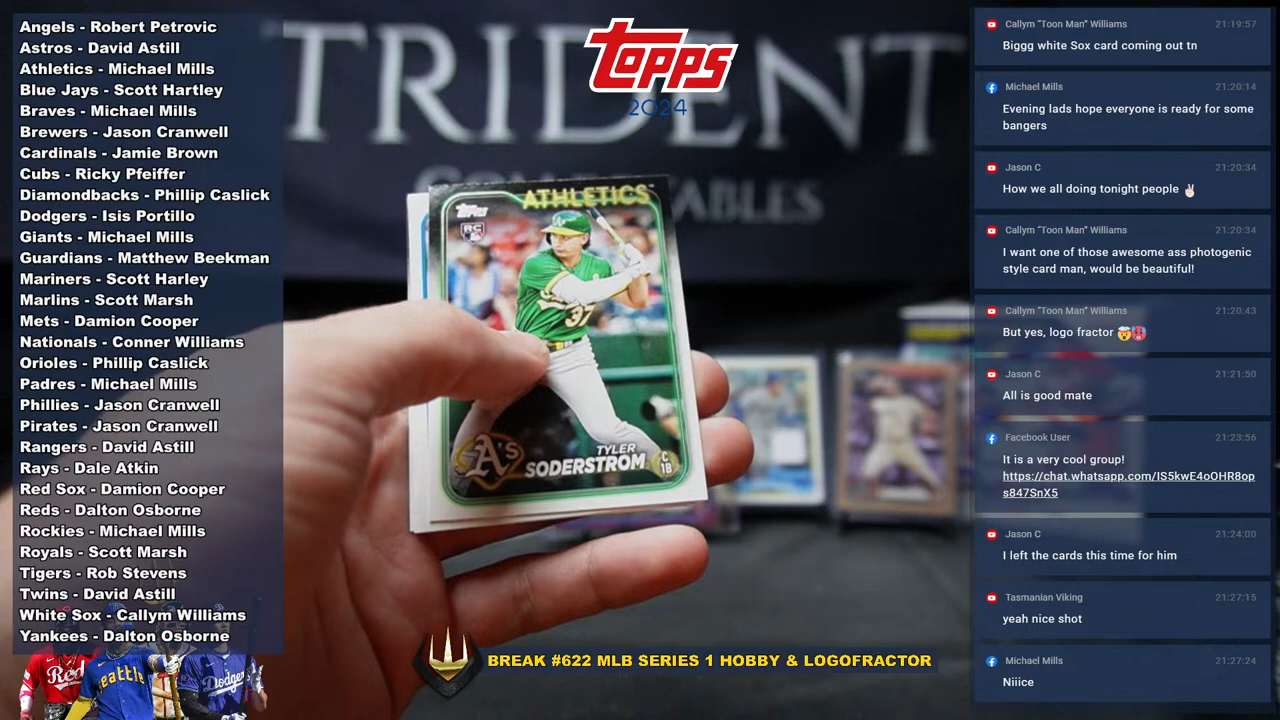 Angels - Robert Petrovic
Astros - David Astill
Athletics - Michael Mills
Blue Jays - Scott Hartley
Braves - Michael Mills
Brewers - Jason Cranwell
Cardinals - Jamie Brown
Cubs - Ricky Pfeiffer
Diamondbacks - Phillip Caslick
Dodgers - Isis Portillo
Giants - Michael Mills
Guardians - Matthew Beekman
Mariners - Scott Harley
Marlins - Scott Marsh
Mets - Damion Cooper
Nationals - Conner Williams
Orioles - Phillip Caslick
Padres - Michael Mills
Phillies - Jason Cranwell
Pirates - Jason Cranwell
Rangers - David Astill
Rays - Dale Atkin
Red Sox - Damion Cooper
Reds - Dalton Osborne
Rockies - Michael Mills
Royals - Scott Marsh
Tigers - Rob Stevens
Twins - David Astill
White Sox - Callym Williams
Yankees - Dalton Osborne
Reds
Seattle
Dodgers
TRIDENT
topps
2024
ATHLETICS
Topps
RC
37
A's
TYLER
SODERSTROM
C
18
BREAK #622 MLB SERIES 1 HOBBY & LOGOFRACTOR
Callym "Toon Man" Williams 21:19:57
Biggg white Sox card coming out tn
Michael Mills 21:20:14
Evening lads hope everyone is ready for some
bangers
Jason C 21:20:34
How we all doing tonight people ✌🏻
Callym "Toon Man" Williams 21:20:34
I want one of those awesome ass photogenic
style card man, would be beautiful!
Callym "Toon Man" Williams 21:20:43
But yes, logo fractor 🤯🥵
Jason C 21:21:50
All is good mate
Facebook User 21:23:56
It is a very cool group!
https://chat.whatsapp.com/IS5kwE4oOHR8op
s847SnX5
Jason C 21:24:00
I left the cards this time for him
Tasmanian Viking 21:27:15
yeah nice shot
Michael Mills 21:27:24
Niiice